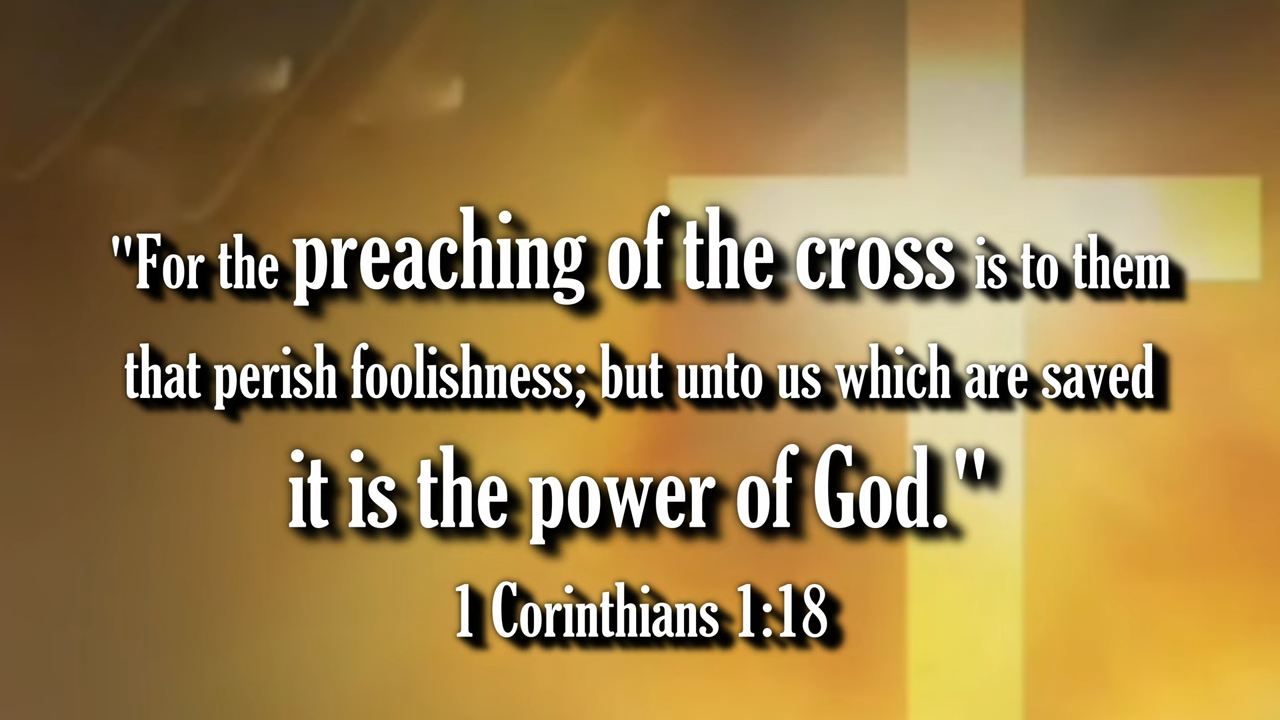 "For the preaching of the cross is to them
that perish foolishness; but unto us which are saved
it is the power of God."
1 Corinthians 1:18